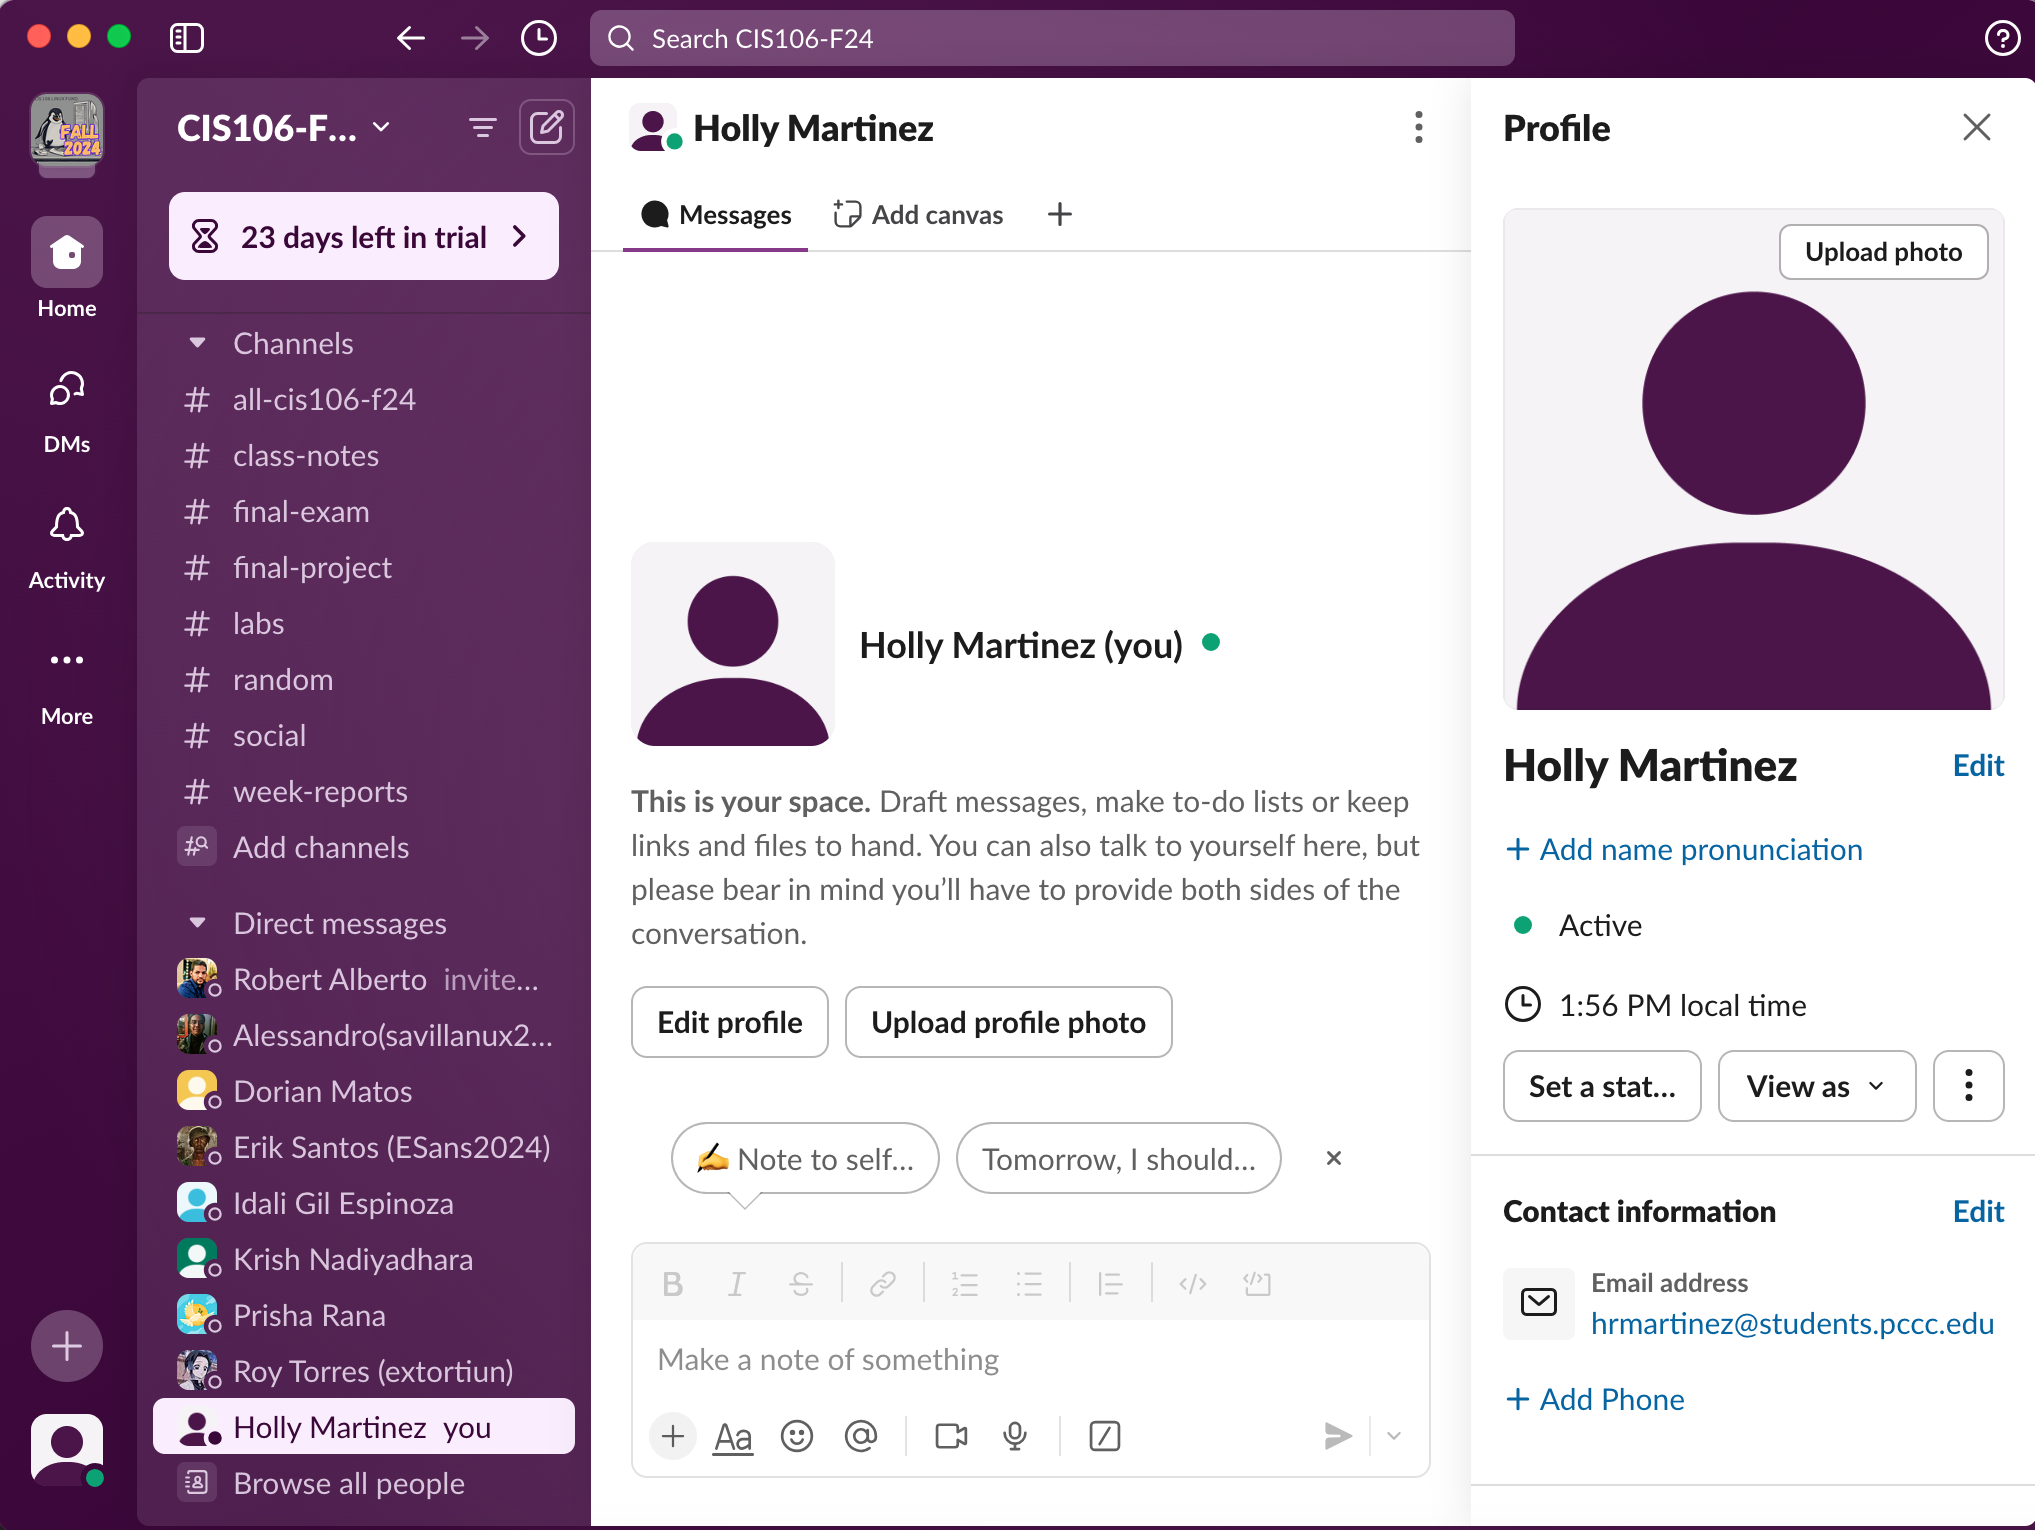 Search CIS106-F24
FALL
2024
Home
DMs
Activity
More
CIS106-F...
23 days left in trial
Channels
# all-cis106-f24
# class-notes
# final-exam
# final-project
# labs
# random
# social
# week-reports
Add channels
Direct messages
Robert Alberto invite...
Alessandro(savillanux2...
Dorian Matos
Erik Santos (ESans2024)
Idali Gil Espinoza
Krish Nadiyadhara
Prisha Rana
Roy Torres (extortiun)
Holly Martinez you
Browse all people
Holly Martinez
Messages
Add canvas
Holly Martinez (you)
This is your space. Draft messages, make to-do lists or keep
links and files to hand. You can also talk to yourself here, but
please bear in mind you’ll have to provide both sides of the
conversation.
Edit profile
Upload profile photo
✍️ Note to self...
Tomorrow, I should...
Make a note of something
Aa
Profile
Upload photo
Holly Martinez
Edit
+ Add name pronunciation
Active
1:56 PM local time
Set a stat...
View as
Contact information
Edit
Email address
hrmartinez@students.pccc.edu
+ Add Phone